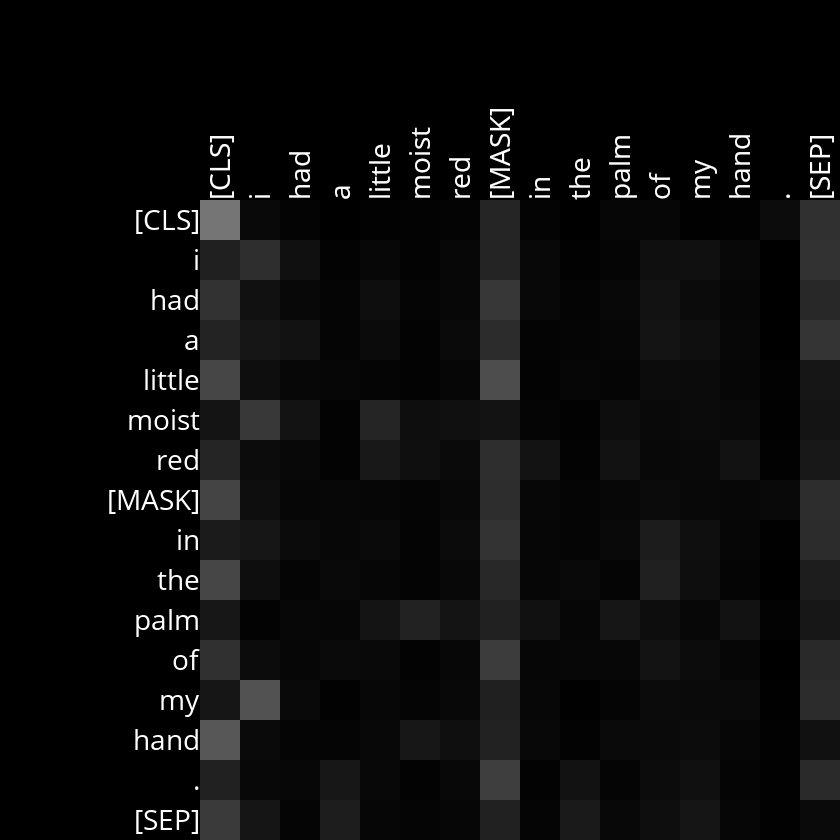 [CLS] i had a little moist red [MASK] in the palm of my hand . [SEP]
[CLS]
i
had
a
little
moist
red
[MASK]
in
the
palm
of
my
hand
.
[SEP]